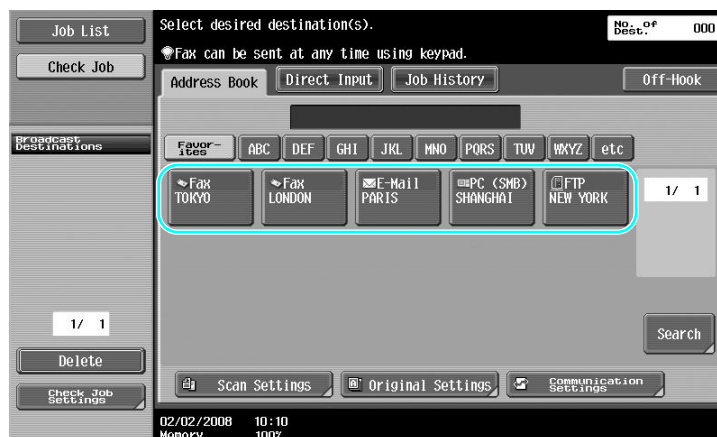 Job List
Check Job
Broadcast
Destinations
1/ 1
Delete
Check Job
Settings
Select desired destination(s).
Fax can be sent at any time using keypad.
No. of
Dest.
000
Address Book
Direct Input
Job History
Off-Hook
Favor-
ites
ABC
DEF
GHI
JKL
MNO
PQRS
TUV
WXYZ
etc
Fax
TOKYO
Fax
LONDON
E-Mail
PARIS
PC (SMB)
SHANGHAI
FTP
NEW YORK
1/ 1
Search
Scan Settings
Original Settings
Communication
Settings
02/02/2008 10:10
Memory 100%